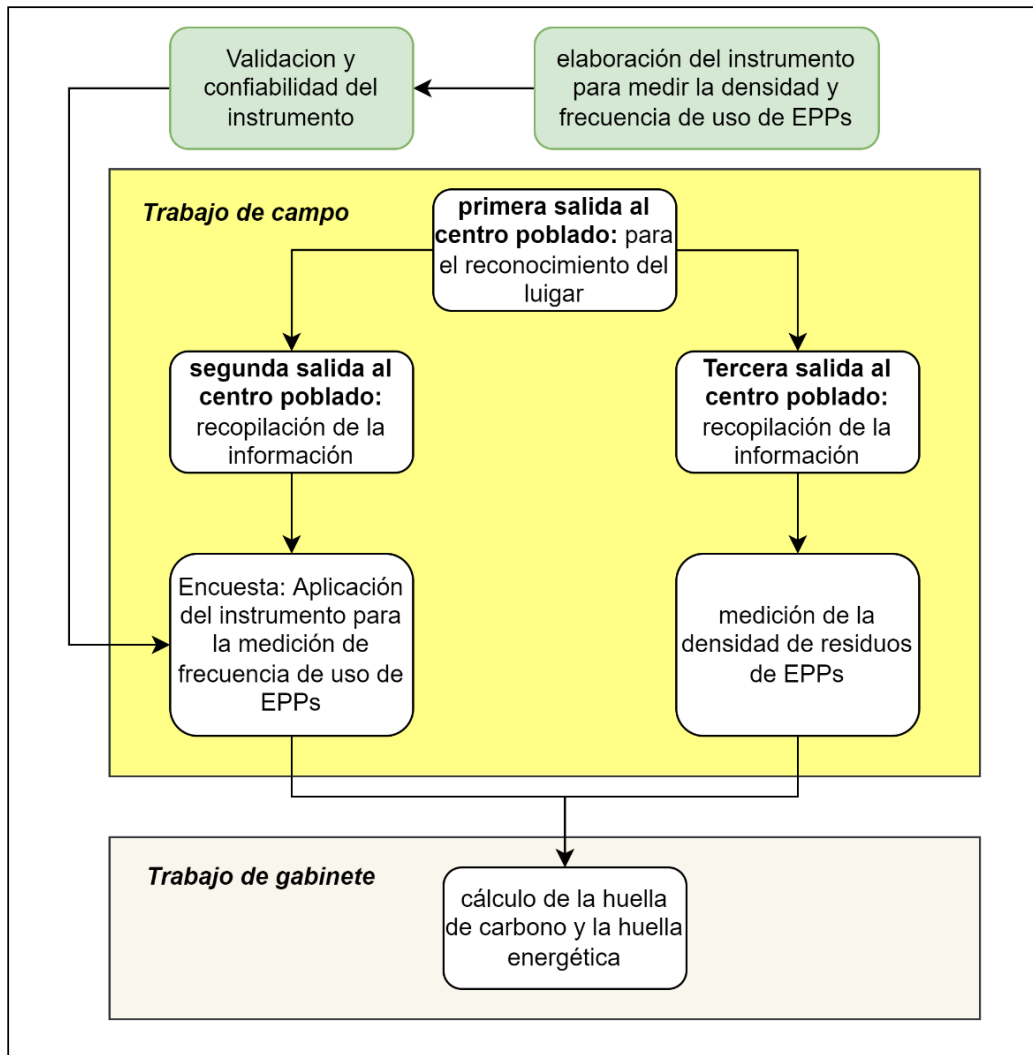 Validacion y
confiabilidad del
instrumento
elaboración del instrumento
para medir la densidad y
frecuencia de uso de EPPs
Trabajo de campo
primera salida al
centro poblado: para
el reconocimiento del
luigar
segunda salida al
centro poblado:
recopilación de la
información
Tercera salida al
centro poblado:
recopilación de la
información
Encuesta: Aplicación
del instrumento para
la medición de
frecuencia de uso de
EPPs
medición de la
densidad de residuos
de EPPs
Trabajo de gabinete
cálculo de la huella
de carbono y la huella
energética